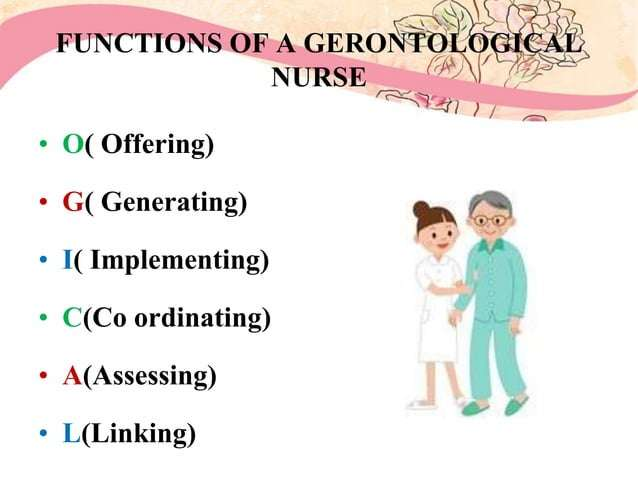 FUNCTIONS OF A GERONTOLOGICAL
NURSE
• O( Offering)
• G( Generating)
• I( Implementing)
• C(Co ordinating)
• A(Assessing)
• L(Linking)